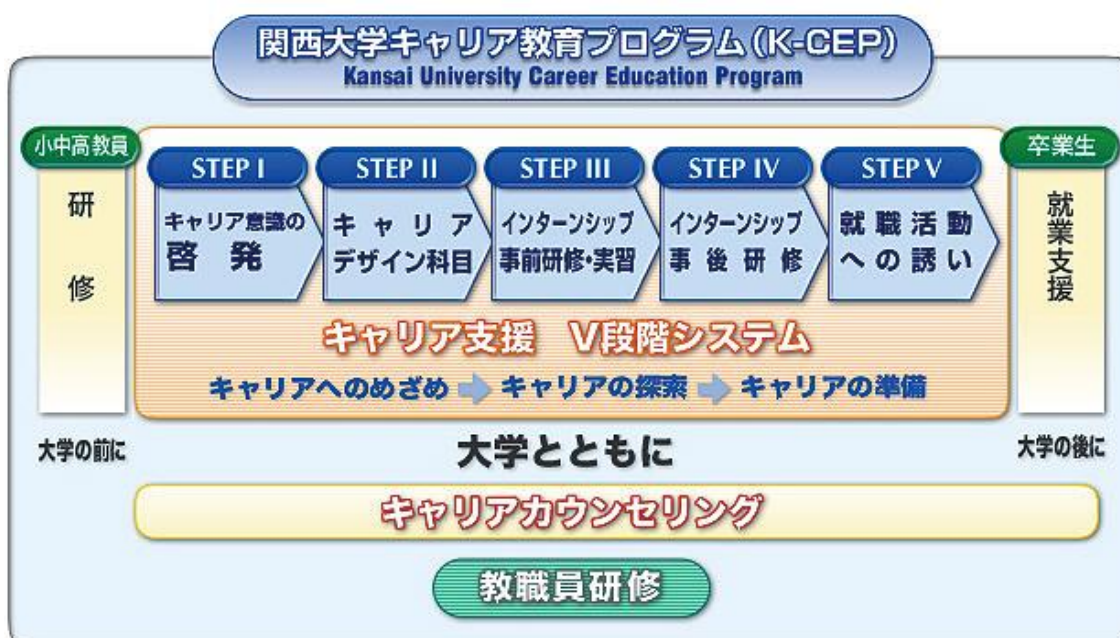 関西大学キャリア教育プログラム(K-CEP)
Kansai University Career Education Program
小中高教員
研修
大学の前に
STEP I
キャリア意識の
啓発
STEP II
キャリア
デザイン科目
STEP III
インターンシップ
事前研修・実習
STEP IV
インターンシップ
事後研修
STEP V
就職活動
への誘い
キャリア支援 V段階システム
キャリアへのめざめ ➡ キャリアの探索 ➡ キャリアの準備
大学とともに
卒業生
就業支援
大学の後に
キャリアカウンセリング
教職員研修